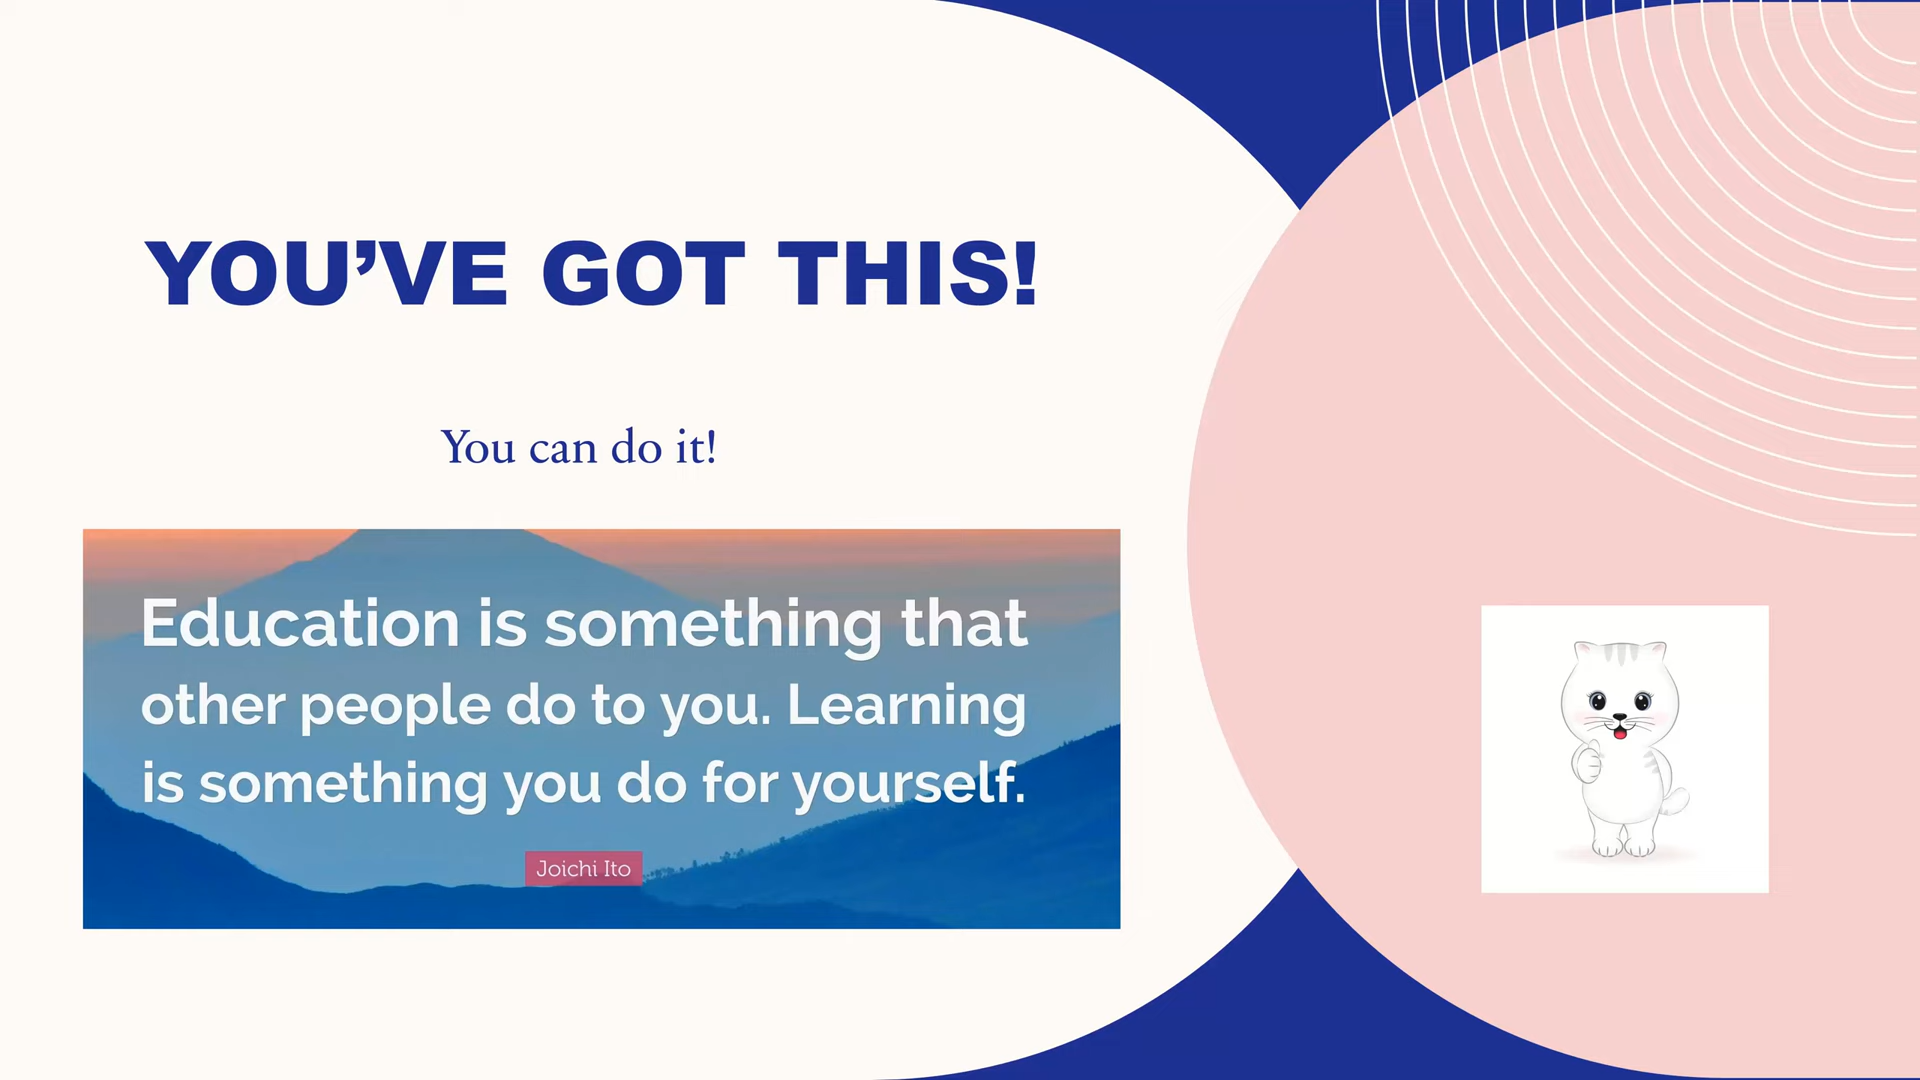 YOU’VE GOT THIS!
You can do it!
Education is something that
other people do to you. Learning
is something you do for yourself.
Joichi Ito